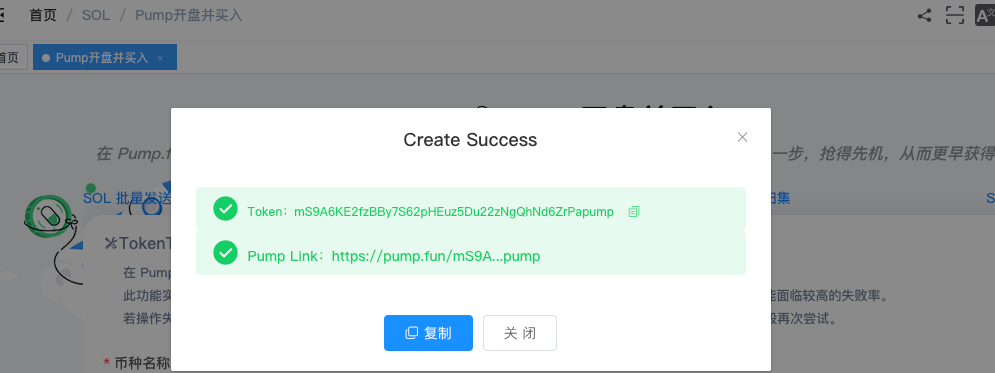 首页 / SOL / Pump开盘并买入
首页
Pump开盘并买入 ×
Create Success
在 Pump.f
一步，抢得先机，从而更早获得
SOL 批量发送
归集
S
Token：mS9A6KE2fzBBy7S62pHEuz5Du22zNgQhNd6ZrPapump
Pump Link：https://pump.fun/mS9A...pump
TokenT
在 Pump
此功能实
能面临较高的失败率。
若操作失
段再次尝试。
复制
关 闭
* 币种名称